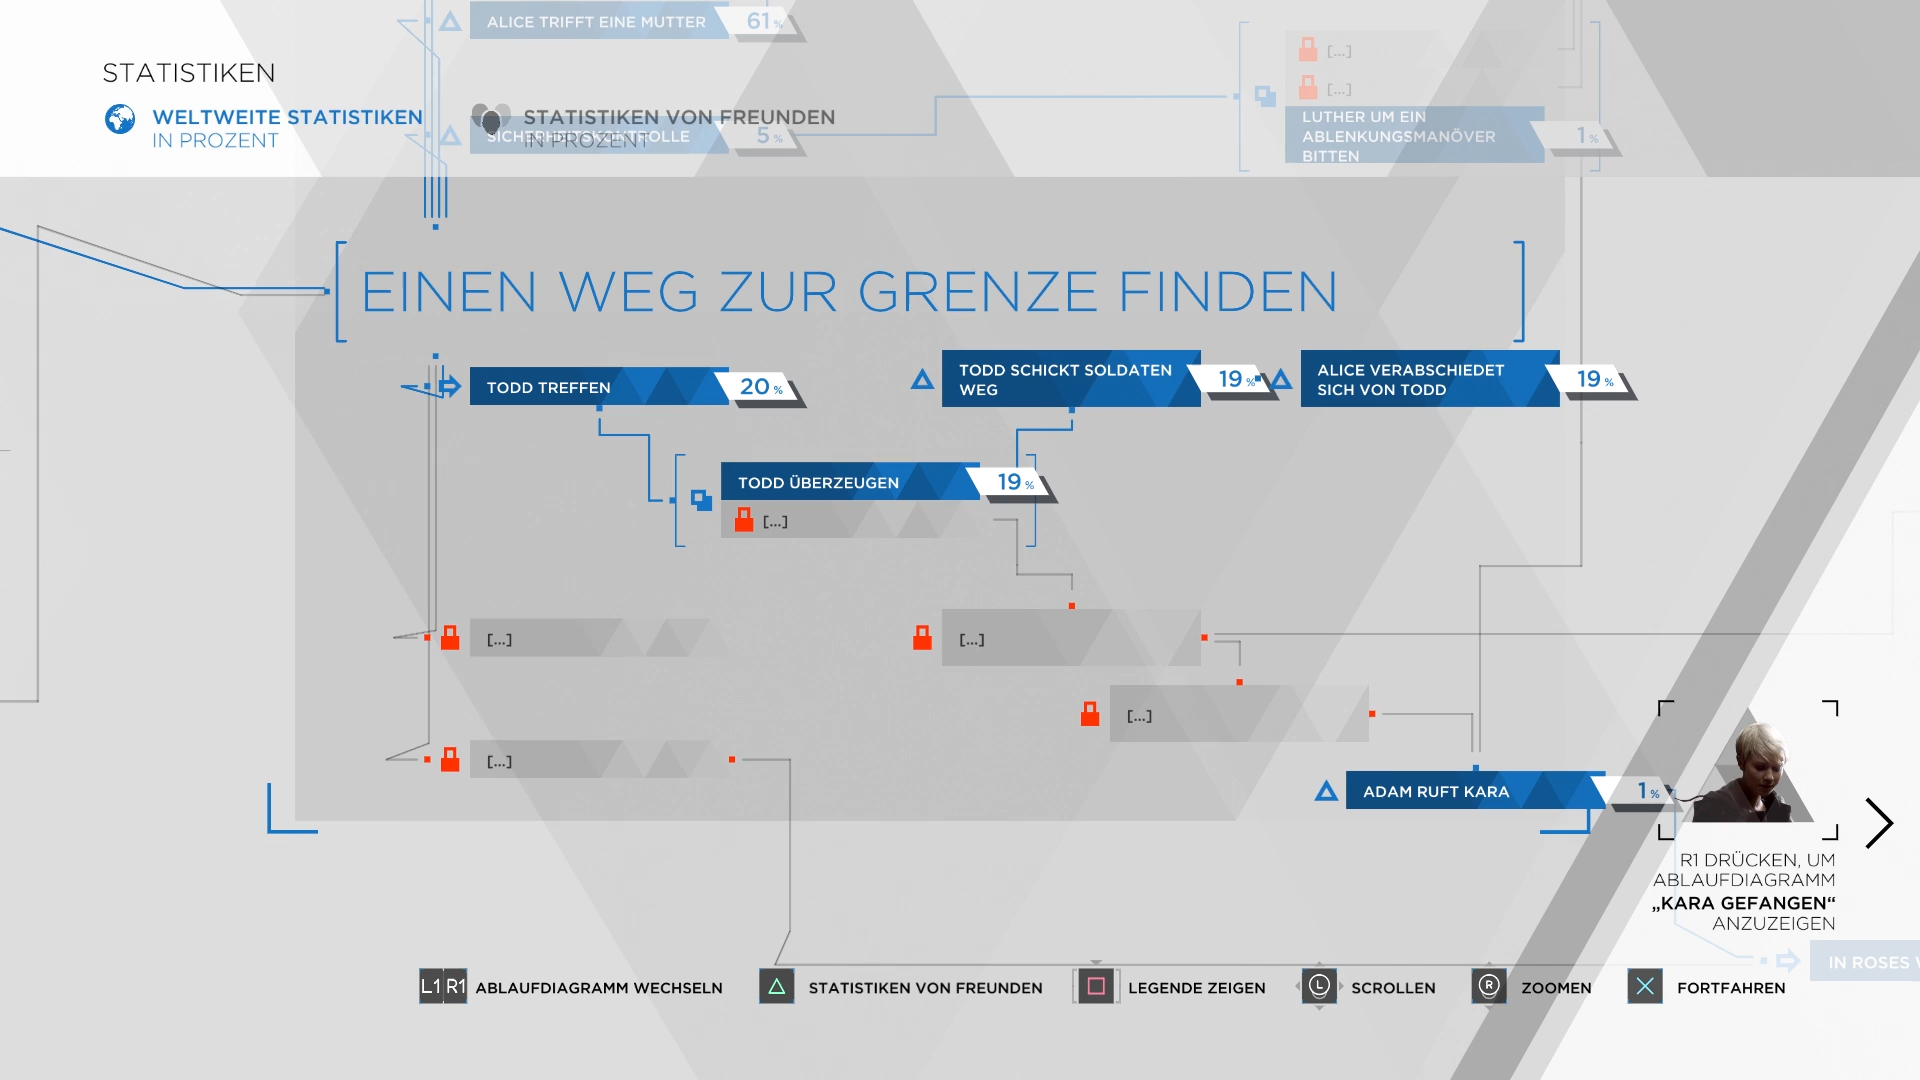 ALICE TRIFFT EINE MUTTER
61 %
[...]
[...]
STATISTIKEN
WELTWEITE STATISTIKEN
IN PROZENT
STATISTIKEN VON FREUNDEN
IN PROZENT
SICHERHEITSKONTROLLE
5 %
LUTHER UM EIN
ABLENKUNGSMANÖVER
BITTEN
1 %
EINEN WEG ZUR GRENZE FINDEN
TODD TREFFEN
20 %
TODD SCHICKT SOLDATEN
WEG
19 %
ALICE VERABSCHIEDET
SICH VON TODD
19 %
TODD ÜBERZEUGEN
19 %
[...]
[...]
[...]
[...]
[...]
ADAM RUFT KARA
1 %
R1 DRÜCKEN, UM
ABLAUFDIAGRAMM
„KARA GEFANGEN“
ANZUZEIGEN
IN ROSES
L1 R1 ABLAUFDIAGRAMM WECHSELN
STATISTIKEN VON FREUNDEN
LEGENDE ZEIGEN
L SCROLLEN
R ZOOMEN
FORTFAHREN